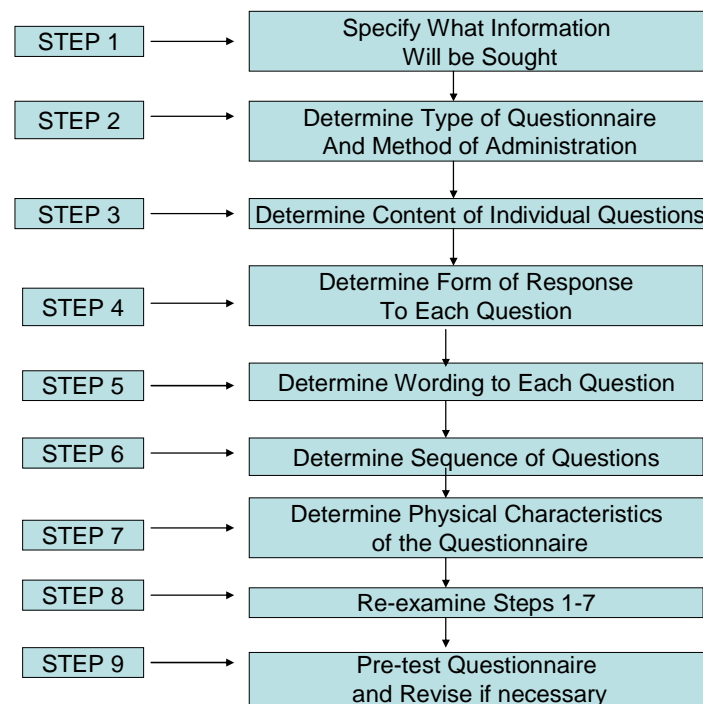 STEP 1
Specify What Information
Will be Sought
STEP 2
Determine Type of Questionnaire
And Method of Administration
STEP 3
Determine Content of Individual Questions
STEP 4
Determine Form of Response
To Each Question
STEP 5
Determine Wording to Each Question
STEP 6
Determine Sequence of Questions
STEP 7
Determine Physical Characteristics
of the Questionnaire
STEP 8
Re-examine Steps 1-7
STEP 9
Pre-test Questionnaire
and Revise if necessary